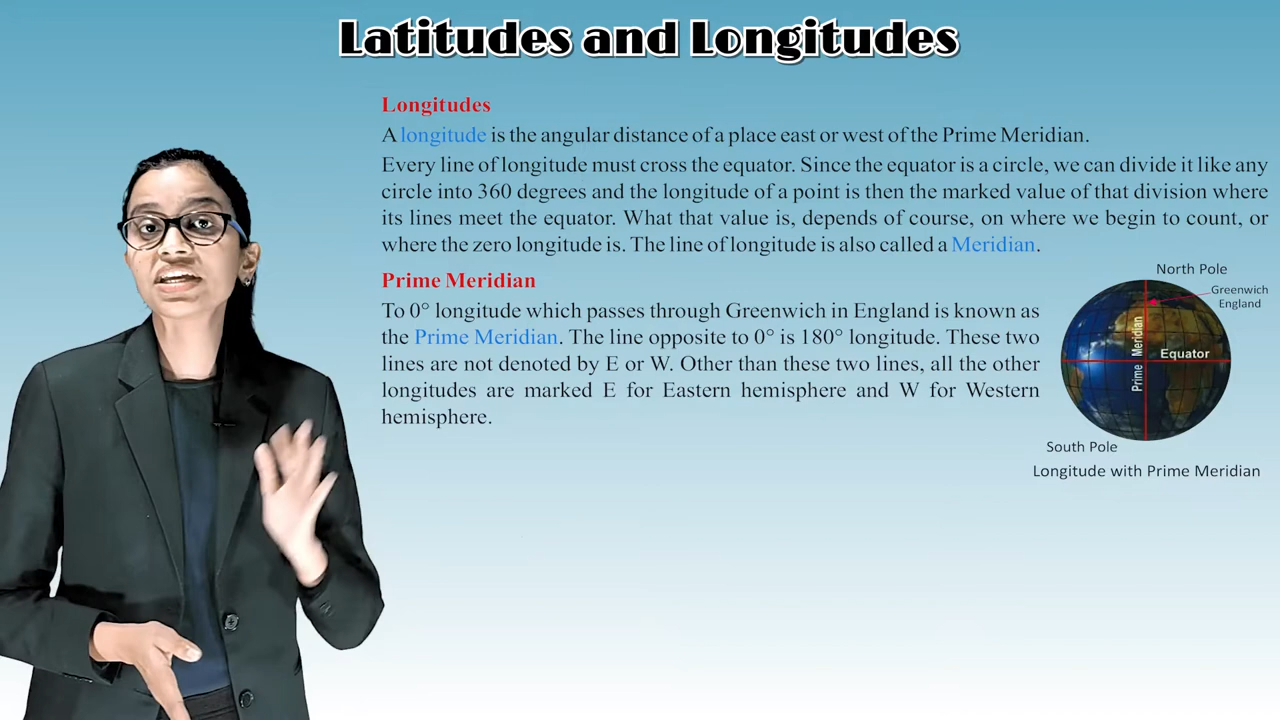 Latitudes and Longitudes
Longitudes
A longitude is the angular distance of a place east or west of the Prime Meridian.
Every line of longitude must cross the equator. Since the equator is a circle, we can divide it like any
circle into 360 degrees and the longitude of a point is then the marked value of that division where
its lines meet the equator. What that value is, depends of course, on where we begin to count, or
where the zero longitude is. The line of longitude is also called a Meridian.
Prime Meridian
To 0° longitude which passes through Greenwich in England is known as
the Prime Meridian. The line opposite to 0° is 180° longitude. These two
lines are not denoted by E or W. Other than these two lines, all the other
longitudes are marked E for Eastern hemisphere and W for Western
hemisphere.
North Pole
Greenwich
England
Prime Meridian
Equator
South Pole
Longitude with Prime Meridian